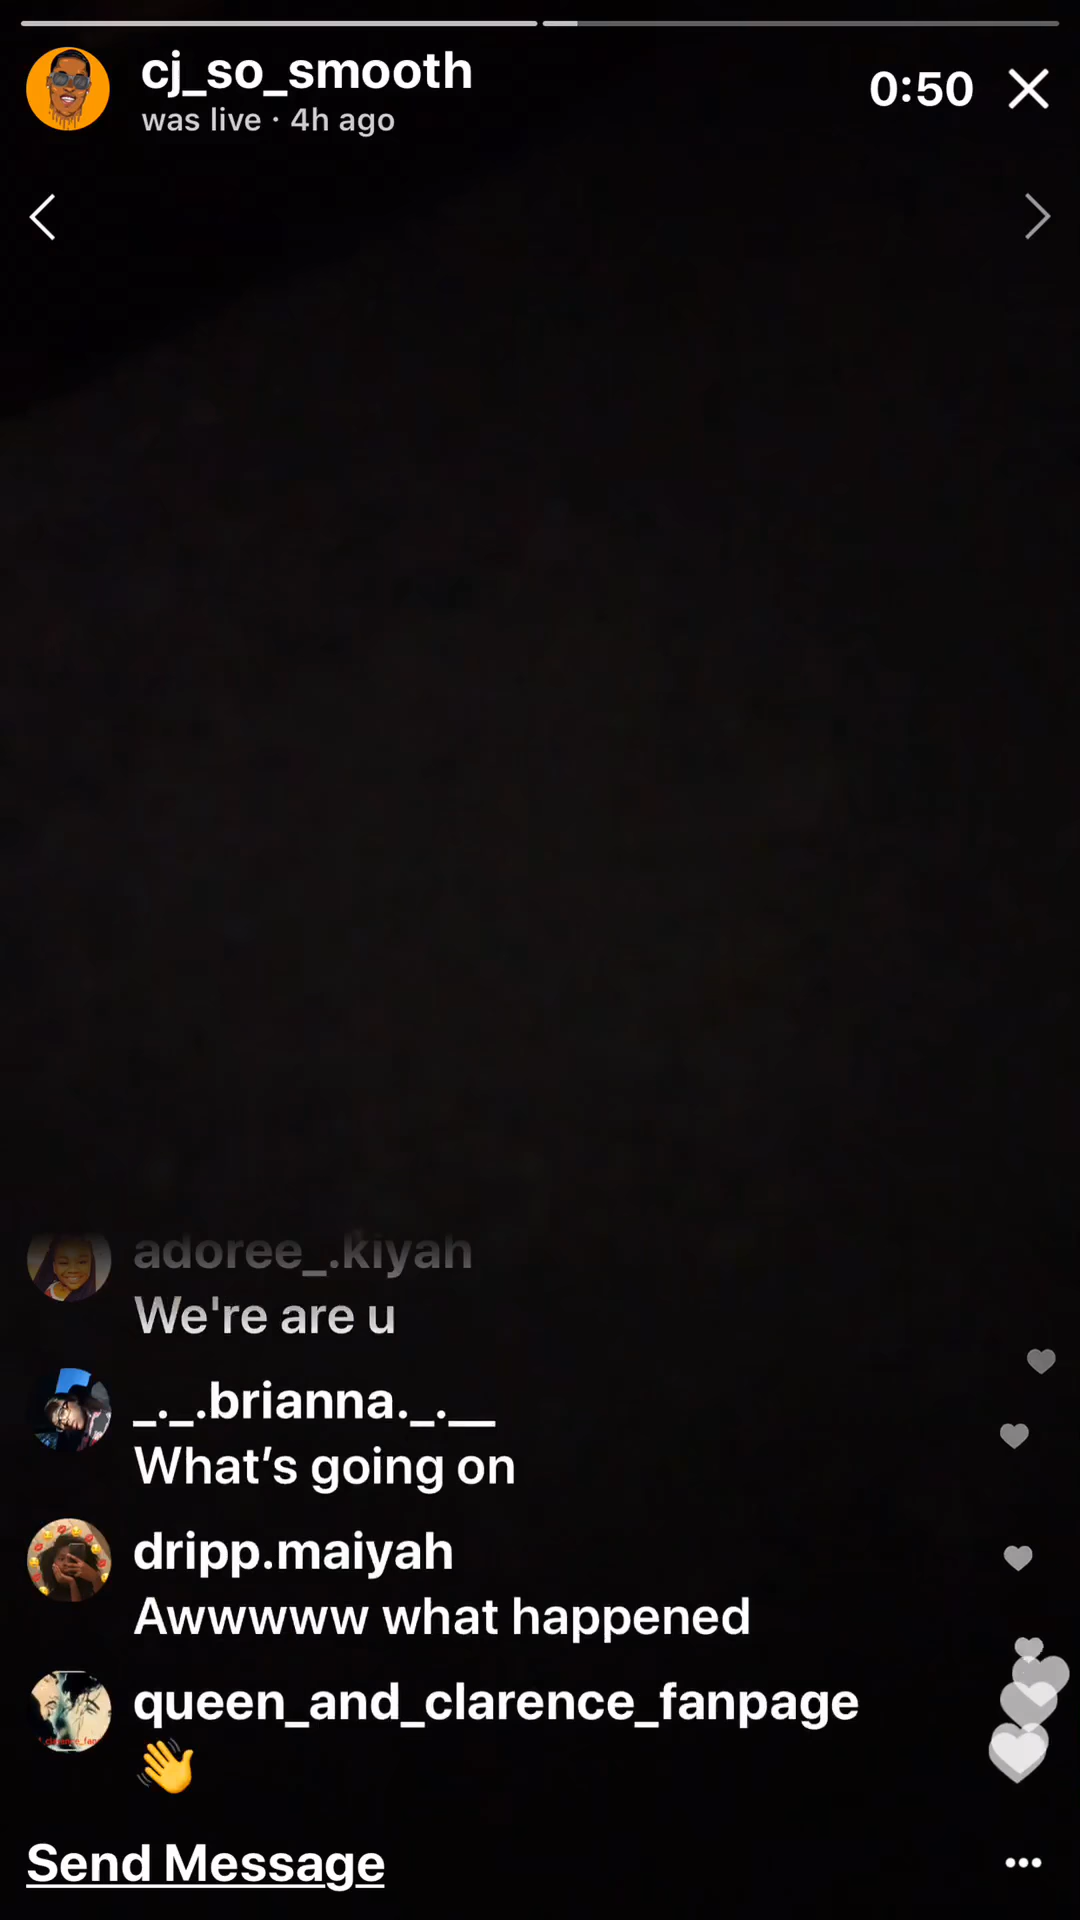 cj_so_smooth
was live · 4h ago
0:50
adoree_.kiyah
We're are u
_._.brianna._.__
What’s going on
dripp.maiyah
Awwwww what happened
queen_and_clarence_fanpage
👋
Send Message